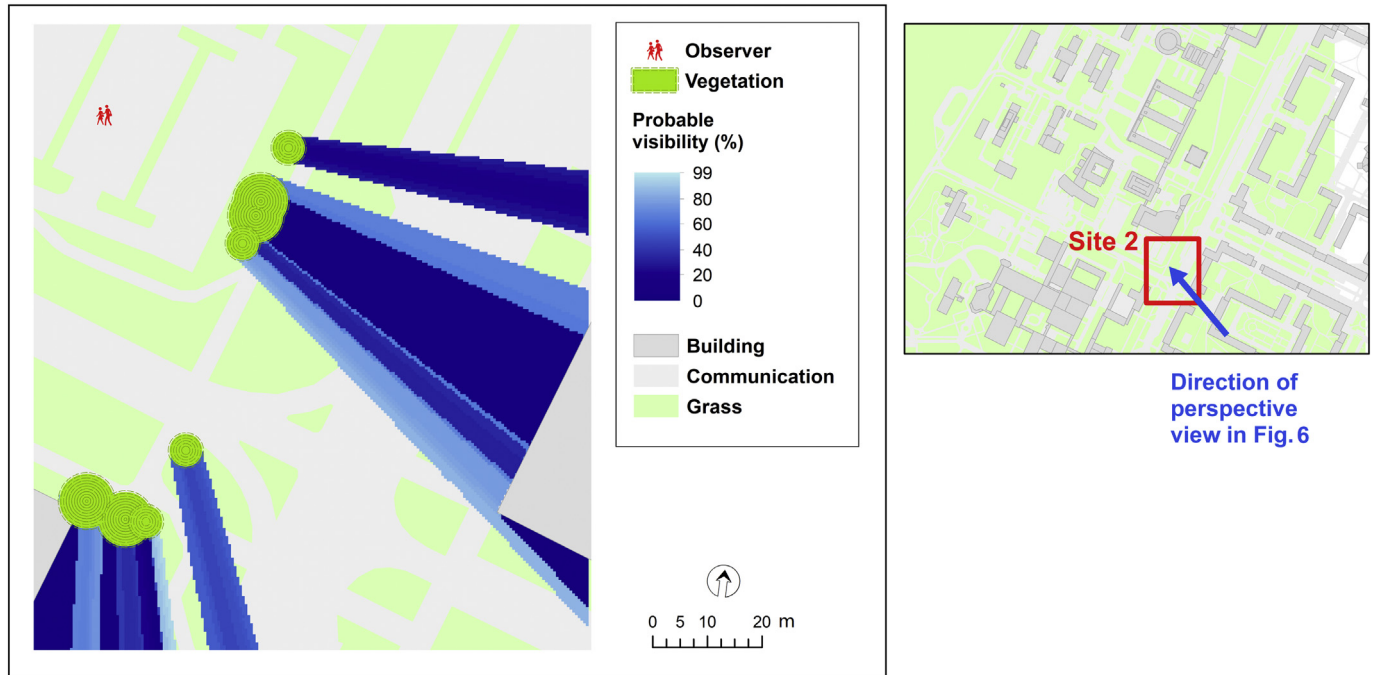 Observer
Vegetation
Probable
visibility (%)
99
80
60
40
20
0
Building
Communication
Grass
0 5 10 20 m
Site 2
Direction of
perspective
view in Fig. 6